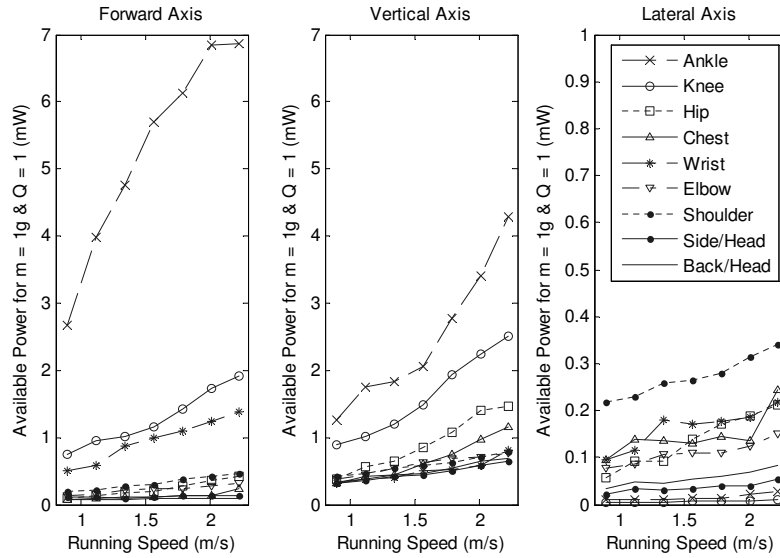 Forward Axis
Vertical Axis
Lateral Axis
Available Power for m = 1g & Q = 1 (mW)
7
6
5
4
3
2
1
0
1
1.5
2
Running Speed (m/s)
Available Power for m = 1g & Q = 1 (mW)
7
6
5
4
3
2
1
0
1
1.5
2
Running Speed (m/s)
Available Power for m = 1g & Q = 1 (mW)
1
0.9
0.8
0.7
0.6
0.5
0.4
0.3
0.2
0.1
0
1
1.5
2
Running Speed (m/s)
Ankle
Knee
Hip
Chest
Wrist
Elbow
Shoulder
Side/Head
Back/Head